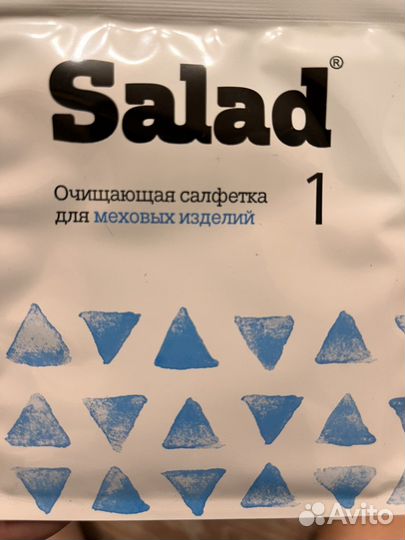 Salad®
Очищающая салфетка
для меховых изделий
1
Avito